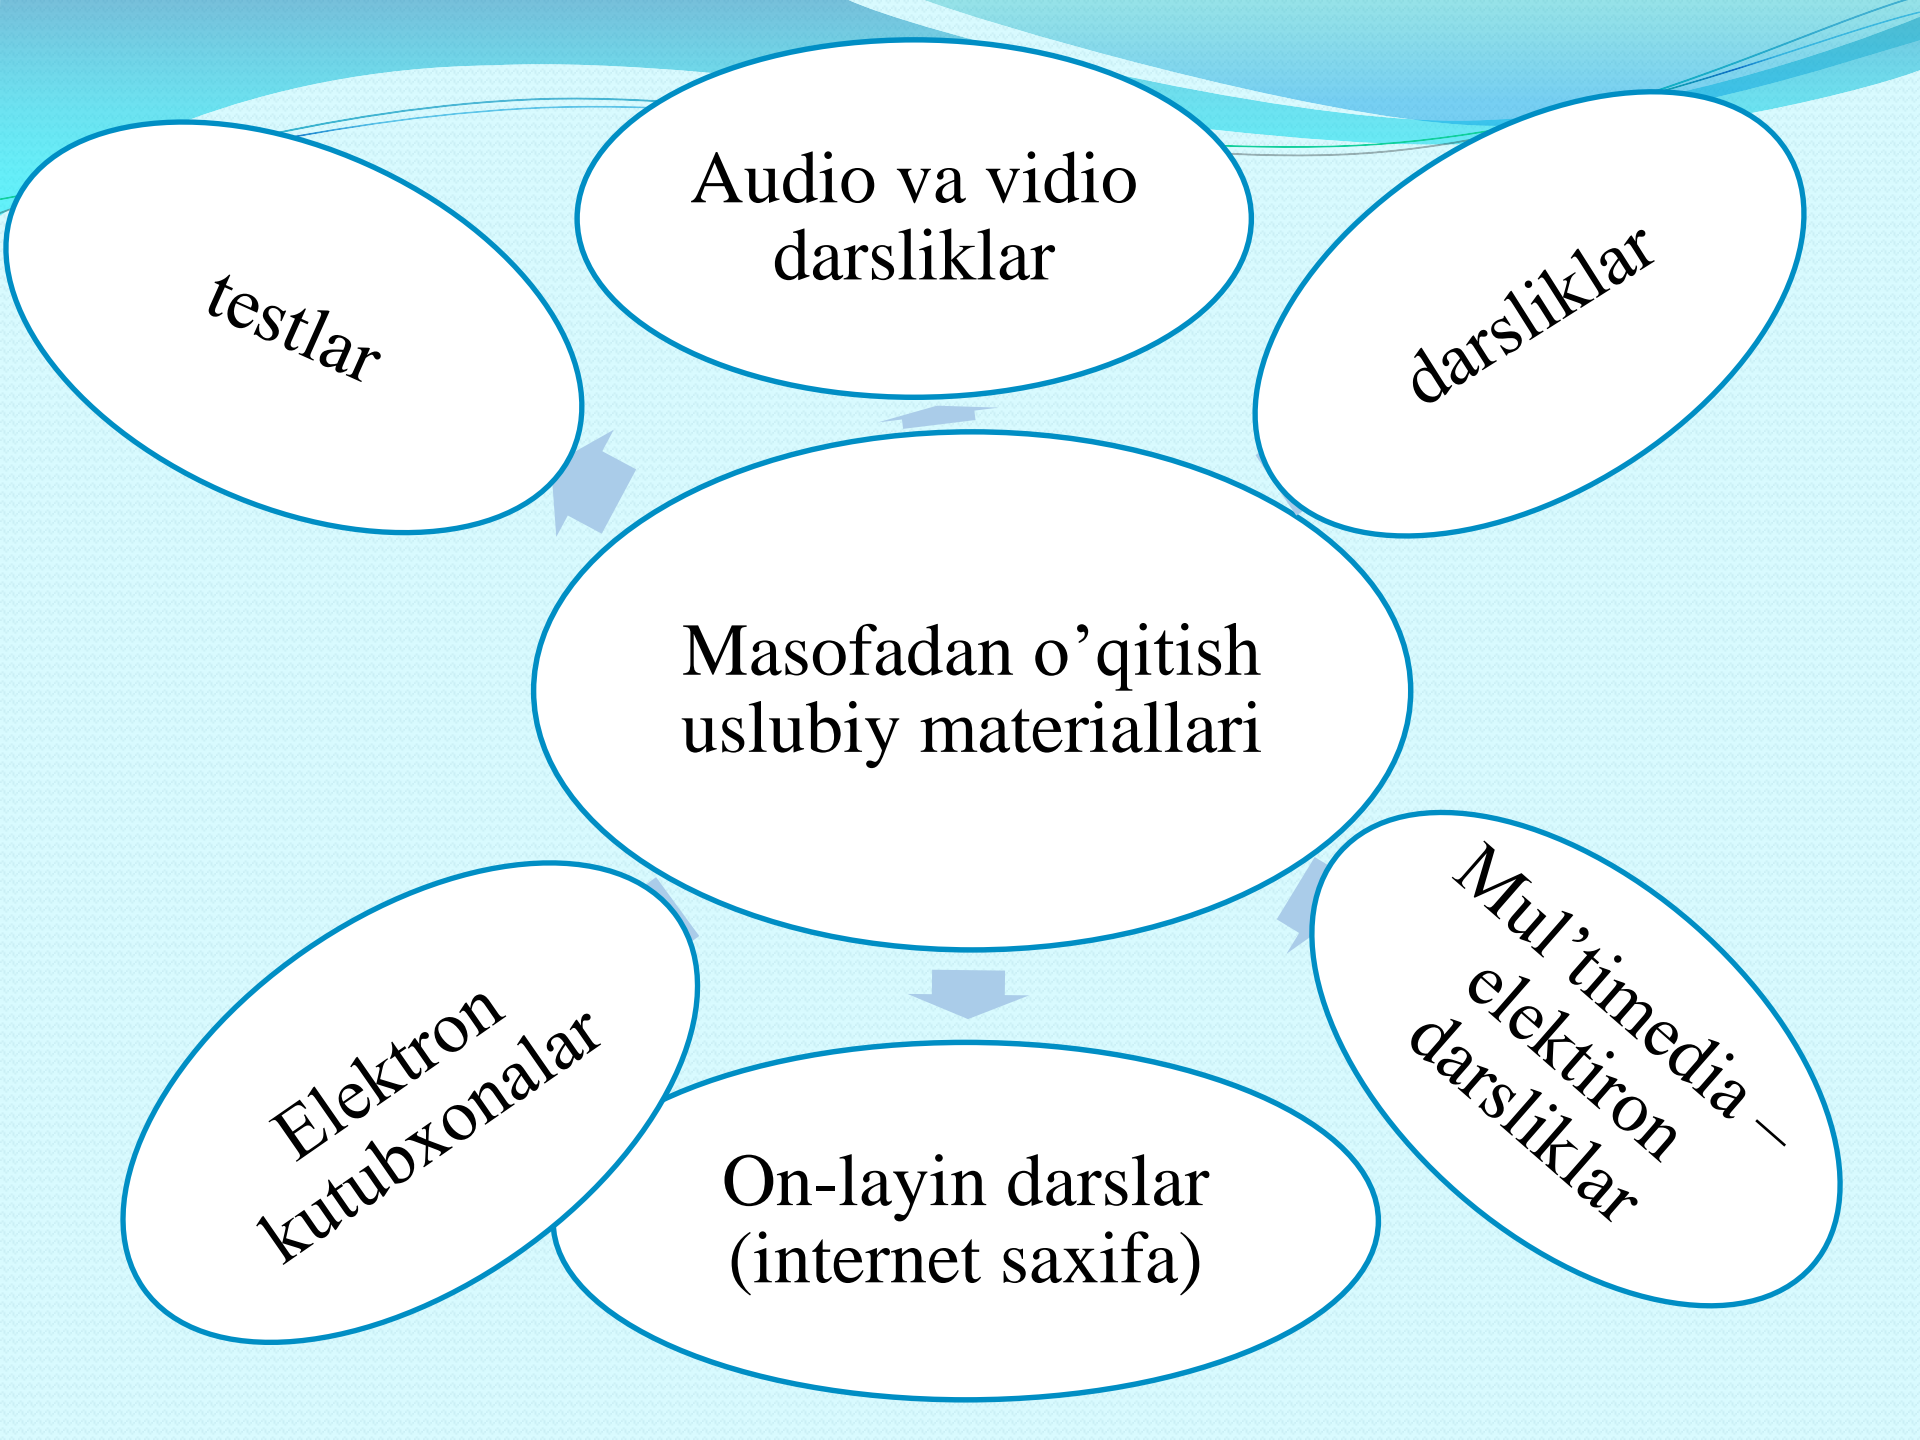 Audio va vidio
darsliklar
testlar
darsliklar
Masofadan o’qitish
uslubiy materiallari
Mul’timedia –
elektiron
darsliklar
Elektron
kutubxonalar
On-layin darslar
(internet saxifa)